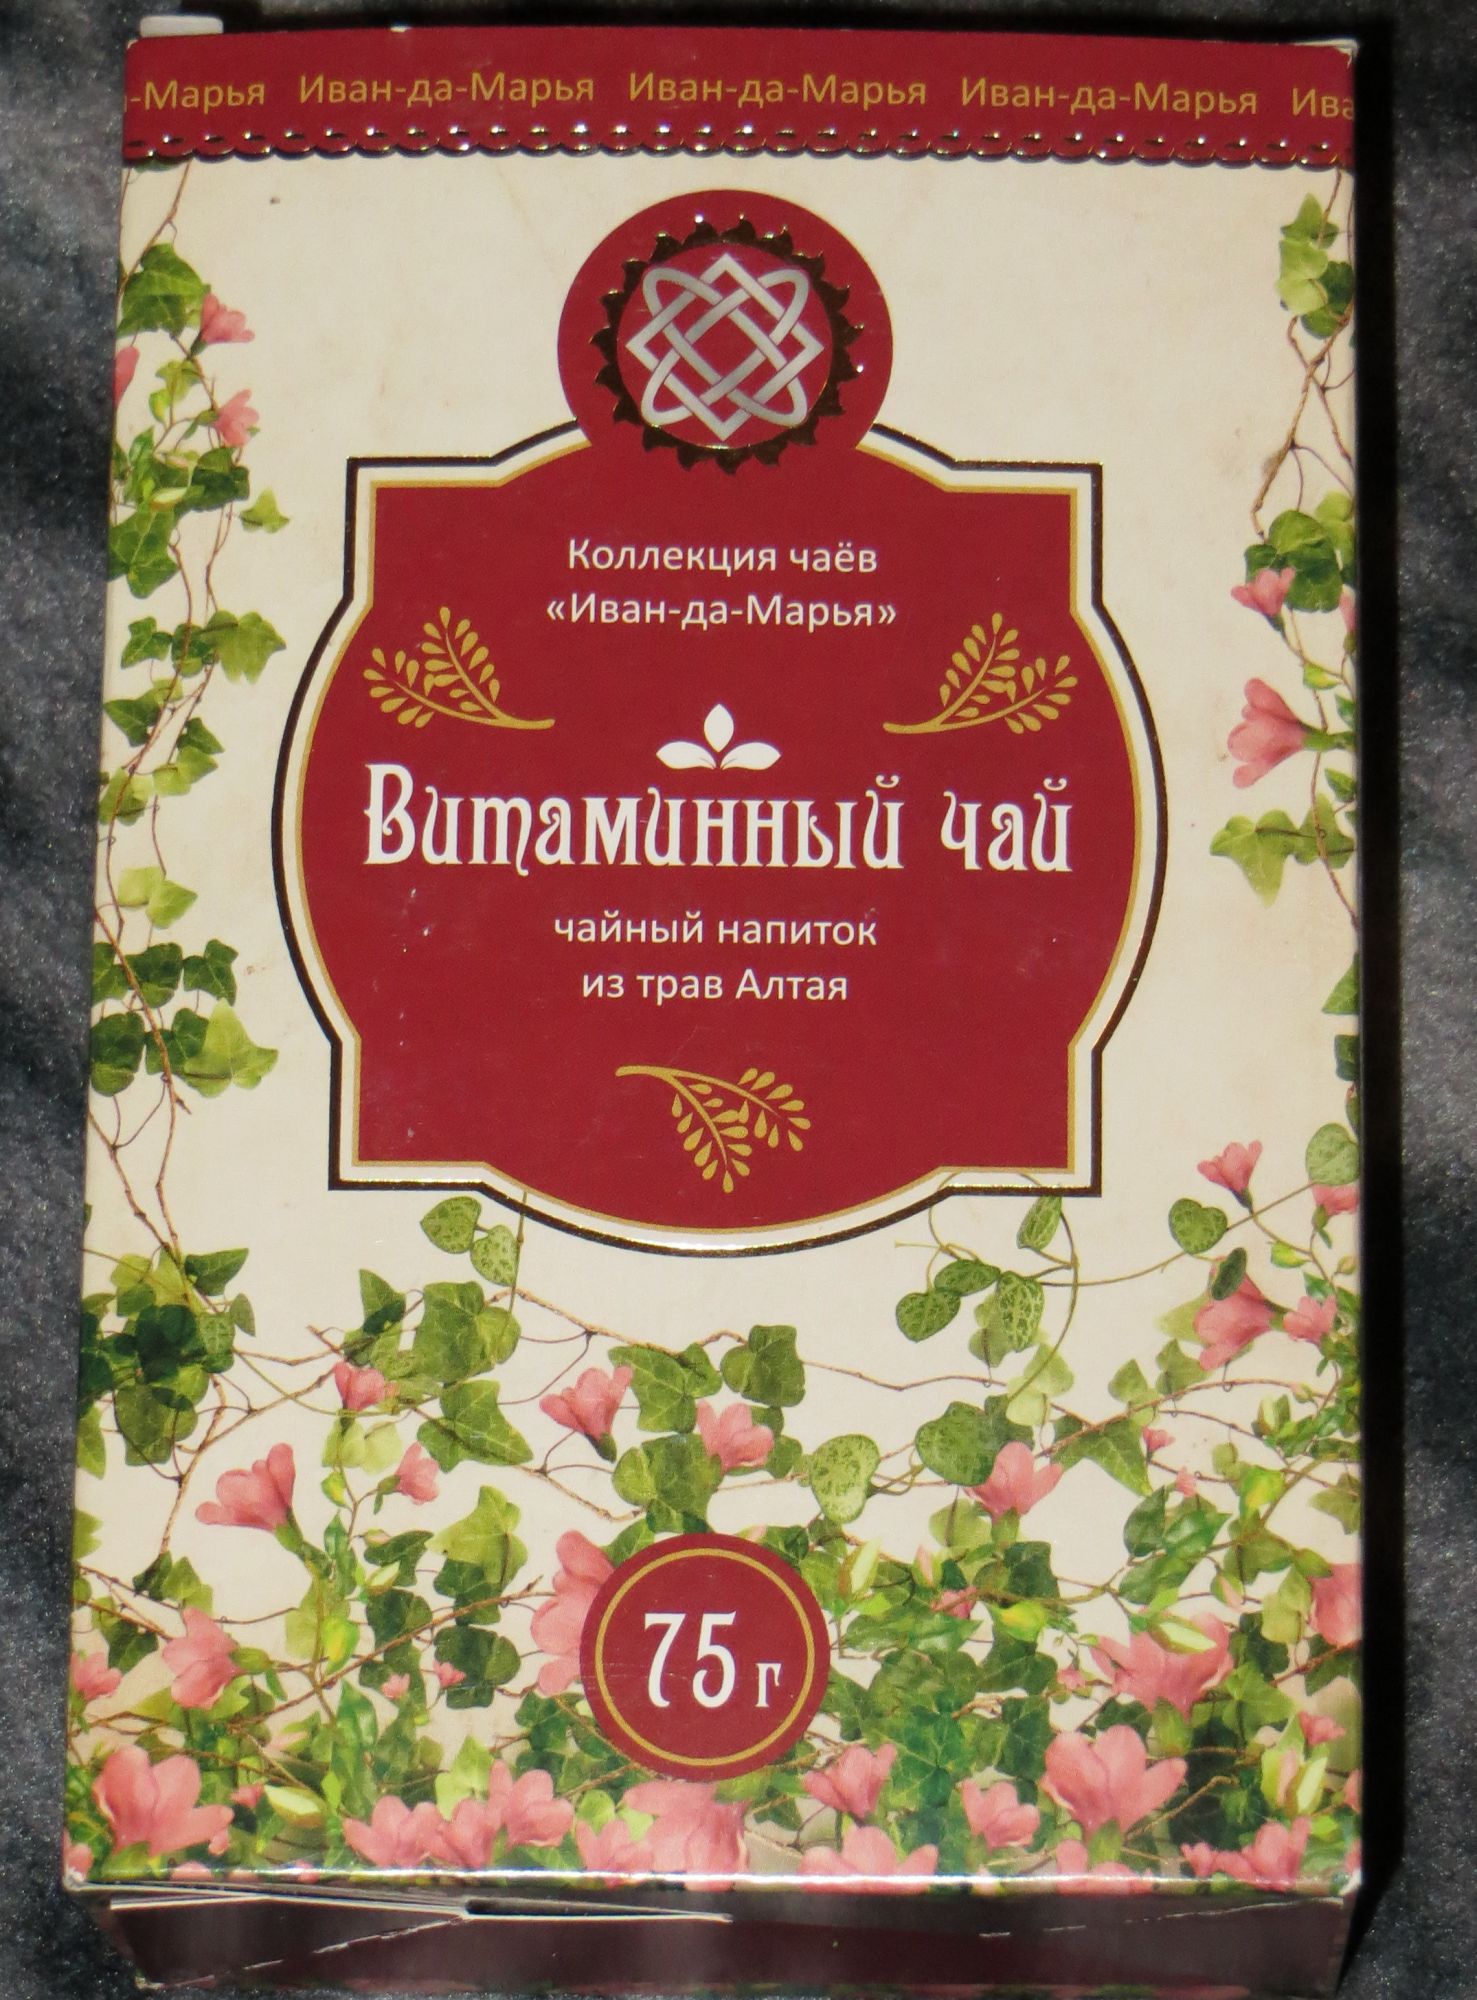 -Марья Иван-да-Марья Иван-да-Марья Иван-да-Марья Ива
Коллекция чаёв
«Иван-да-Марья»
Витаминный чай
чайный напиток
из трав Алтая
75 г